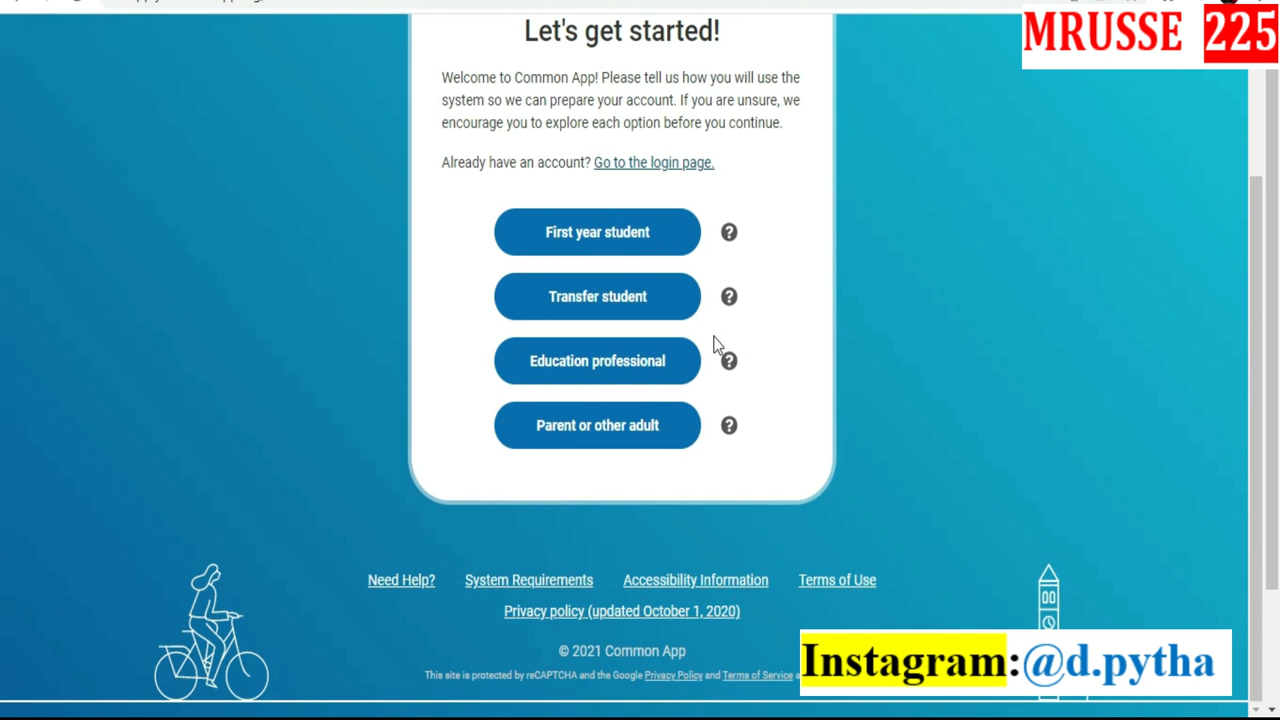 MRUSSE 225
Let's get started!
Welcome to Common App! Please tell us how you will use the
system so we can prepare your account. If you are unsure, we
encourage you to explore each option before you continue.
Already have an account? Go to the login page.
First year student ?
Transfer student ?
Education professional ?
Parent or other adult ?
Need Help? System Requirements Accessibility Information Terms of Use
Privacy policy (updated October 1, 2020)
© 2021 Common App
This site is protected by reCAPTCHA and the Google Privacy Policy and Terms of Service
Instagram:@d.pytha